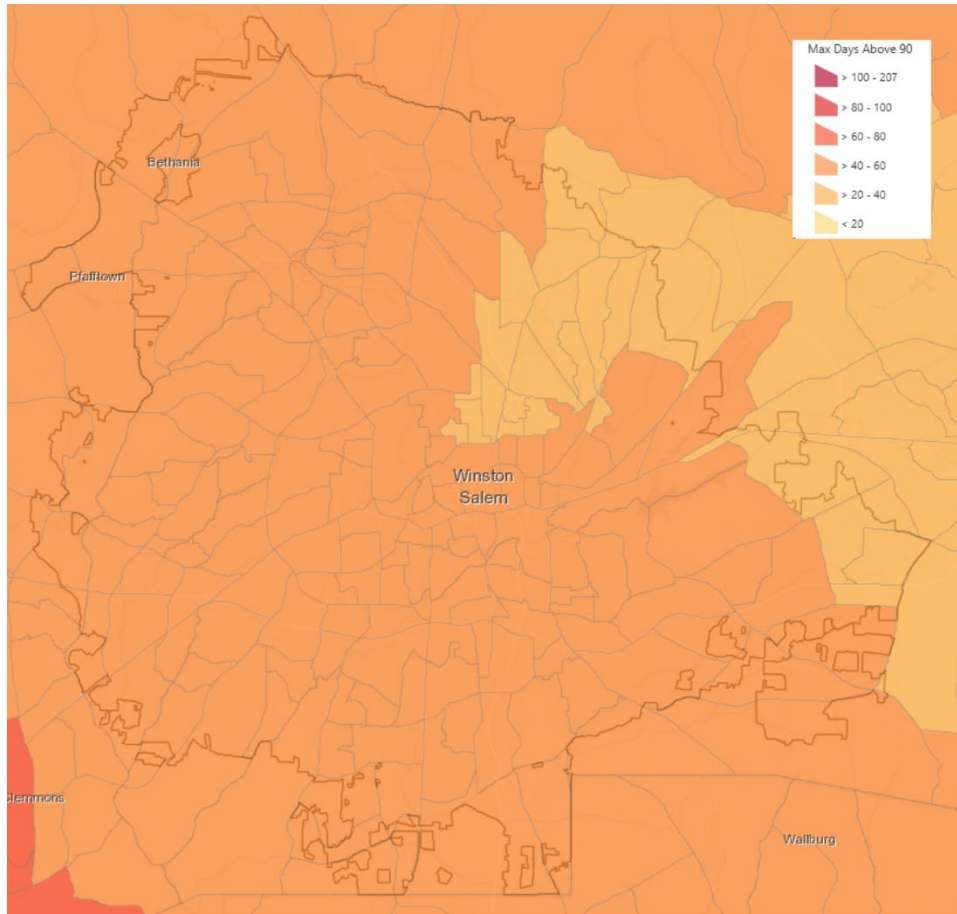 Max Days Above 90
> 100 - 207
> 80 - 100
> 60 - 80
> 40 - 60
> 20 - 40
< 20
Bethania
Pfafftown
Winston
Salem
Clemmons
Wallburg